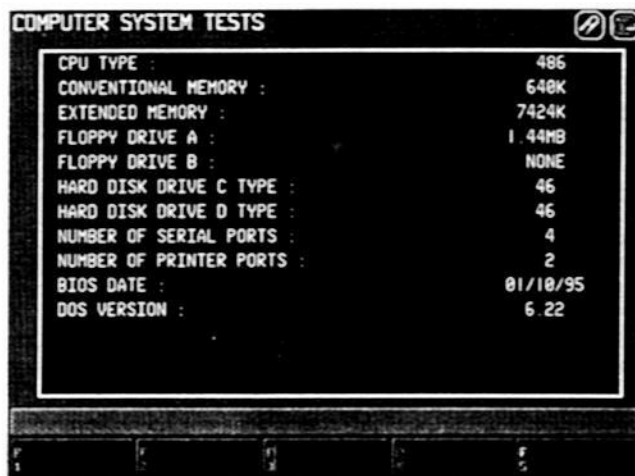 COMPUTER SYSTEM TESTS
CPU TYPE : 486
CONVENTIONAL MEMORY : 640K
EXTENDED MEMORY : 7424K
FLOPPY DRIVE A : 1.44MB
FLOPPY DRIVE B : NONE
HARD DISK DRIVE C TYPE : 46
HARD DISK DRIVE D TYPE : 46
NUMBER OF SERIAL PORTS : 4
NUMBER OF PRINTER PORTS : 2
BIOS DATE : 01/10/95
DOS VERSION : 6.22
F
5